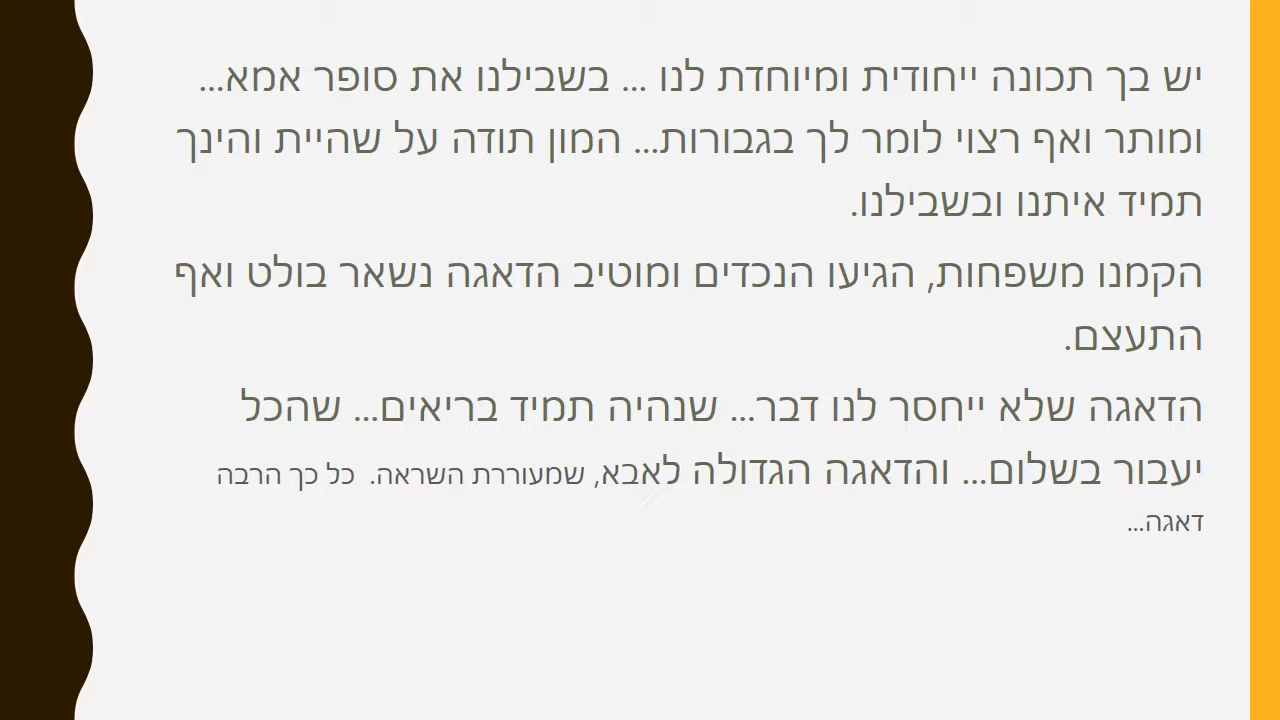 יש בך תכונה ייחודית ומיוחדת לנו ... בשבילנו את סופר אמא...
ומותר ואף רצוי לומר לך בגבורות... המון תודה על שהיית והינך
תמיד איתנו ובשבילנו.
הקמנו משפחות, הגיעו הנכדים ומוטיב הדאגה נשאר בולט ואף
התעצם.
הדאגה שלא ייחסר לנו דבר... שנהיה תמיד בריאים... שהכל
יעבור בשלום... והדאגה הגדולה לאבא, שמעוררת השראה. כל כך הרבה
דאגה...